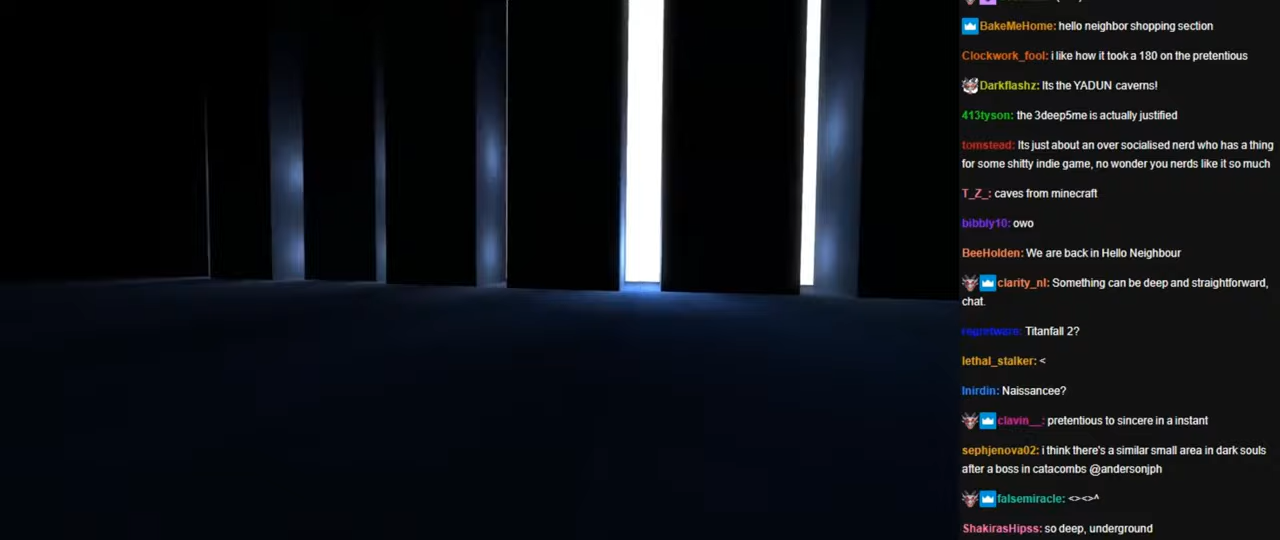 BakeMeHome: hello neighbor shopping section
Clockwork_fool: i like how it took a 180 on the pretentious
Darkflashz: Its the YADUN caverns!
413tyson: the 3deep5me is actually justified
tomstead: Its just about an over socialised nerd who has a thing
for some shitty indie game, no wonder you nerds like it so much
T_Z_: caves from minecraft
bibbly10: owo
BeeHolden: We are back in Hello Neighbour
clarity_nl: Something can be deep and straightforward,
chat.
regretware: Titanfall 2?
lethal_stalker: <
Inirdin: Naissancee?
clavin__: pretentious to sincere in a instant
sephjenova02: i think there's a similar small area in dark souls
after a boss in catacombs @andersonjph
falsemiracle: <><>^
ShakirasHipss: so deep, underground